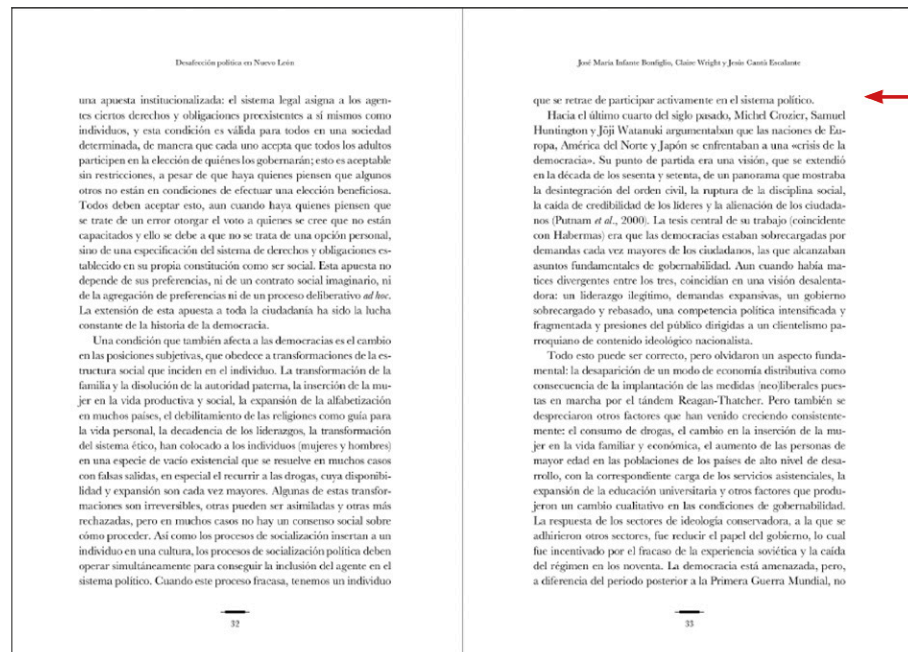 Desafección política en Nuevo León
una apuesta institucionalizada: el sistema legal asigna a los agen-
tes ciertos derechos y obligaciones preexistentes a sí mismos como
individuos, y esta condición es válida para todos en una sociedad
determinada, de manera que cada uno acepta que todos los adultos
participen en la elección de quiénes los gobernarán; esto es aceptable
sin restricciones, a pesar de que haya quienes piensen que algunos
otros no están en condiciones de efectuar una elección beneficiosa.
Todos deben aceptar esto, aun cuando haya quienes piensen que
se trate de un error otorgar el voto a quienes se cree que no están
capacitados y ello se debe a que no se trata de una opción personal,
sino de una especificación del sistema de derechos y obligaciones es-
tablecido en su propia constitución como ser social. Esta apuesta no
depende de sus preferencias, ni de un contrato social imaginario, ni
de la agregación de preferencias ni de un proceso deliberativo ad hoc.
La extensión de esta apuesta a toda la ciudadanía ha sido la lucha
constante de la historia de la democracia.
Una condición que también afecta a las democracias es el cambio
en las posiciones subjetivas, que obedece a transformaciones de la es-
tructura social que inciden en el individuo. La transformación de la
familia y la disolución de la autoridad paterna, la inserción de la mu-
jer en la vida productiva y social, la expansión de la alfabetización
en muchos países, el debilitamiento de las religiones como guía para
la vida personal, la decadencia de los liderazgos, la transformación
del sistema ético, han colocado a los individuos (mujeres y hombres)
en una especie de vacío existencial que se resuelve en muchos casos
con falsas salidas, en especial el recurrir a las drogas, cuya disponibi-
lidad y expansión son cada vez mayores. Algunas de estas transfor-
maciones son irreversibles, otras pueden ser asimiladas y otras más
rechazadas, pero en muchos casos no hay un consenso social sobre
cómo proceder. Así como los procesos de socialización insertan a un
individuo en una cultura, los procesos de socialización política deben
operar simultáneamente para conseguir la inclusión del agente en el
sistema político. Cuando este proceso fracasa, tenemos un individuo
32
José María Infante Bonfiglio, Claire Wright y Jesús Cantú Escalante
que se retrae de participar activamente en el sistema político.
Hacia el último cuarto del siglo pasado, Michel Crozier, Samuel
Huntington y Jōji Watanuki argumentaban que las naciones de Eu-
ropa, América del Norte y Japón se enfrentaban a una «crisis de la
democracia». Su punto de partida era una visión, que se extendió
en la década de los sesenta y setenta, de un panorama que mostraba
la desintegración del orden civil, la ruptura de la disciplina social,
la caída de credibilidad de los líderes y la alienación de los ciudada-
nos (Putnam et al., 2000). La tesis central de su trabajo (coincidente
con Habermas) era que las democracias estaban sobrecargadas por
demandas cada vez mayores de los ciudadanos, las que alcanzaban
asuntos fundamentales de gobernabilidad. Aun cuando había ma-
tices divergentes entre los tres, coincidían en una visión desalenta-
dora: un liderazgo ilegítimo, demandas expansivas, un gobierno
sobrecargado y rebasado, una competencia política intensificada y
fragmentada y presiones del público dirigidas a un clientelismo pa-
rroquiano de contenido ideológico nacionalista.
Todo esto puede ser correcto, pero olvidaron un aspecto funda-
mental: la desaparición de un modo de economía distributiva como
consecuencia de la implantación de las medidas (neo)liberales pues-
tas en marcha por el tándem Reagan-Thatcher. Pero también se
despreciaron otros factores que han venido creciendo consistente-
mente: el consumo de drogas, el cambio en la inserción de la mu-
jer en la vida familiar y económica, el aumento de las personas de
mayor edad en las poblaciones de los países de alto nivel de desa-
rrollo, con la correspondiente carga de los servicios asistenciales, la
expansión de la educación universitaria y otros factores que produ-
jeron un cambio cualitativo en las condiciones de gobernabilidad.
La respuesta de los sectores de ideología conservadora, a la que se
adhirieron otros sectores, fue reducir el papel del gobierno, lo cual
fue incentivado por el fracaso de la experiencia soviética y la caída
del régimen en los noventa. La democracia está amenazada, pero,
a diferencia del periodo posterior a la Primera Guerra Mundial, no
33